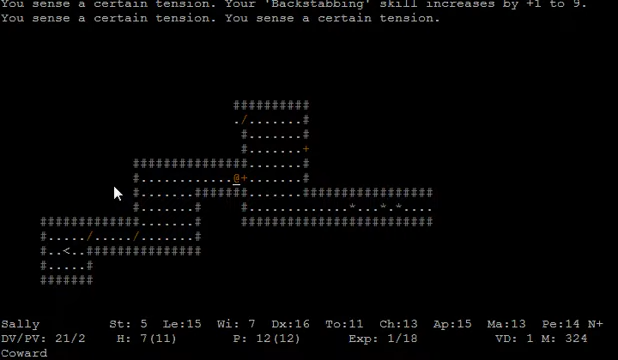 You sense a certain tension. Your 'Backstabbing' skill increases by +1 to 9.
You sense a certain tension. You sense a certain tension.
Sally St: 5 Le:15 Wi: 7 Dx:16 To:11 Ch:13 Ap:15 Ma:13 Pe:14 N+
DV/PV: 21/2 H: 7(11) P: 12(12) Exp: 1/18 VD: 1 M: 324
Coward